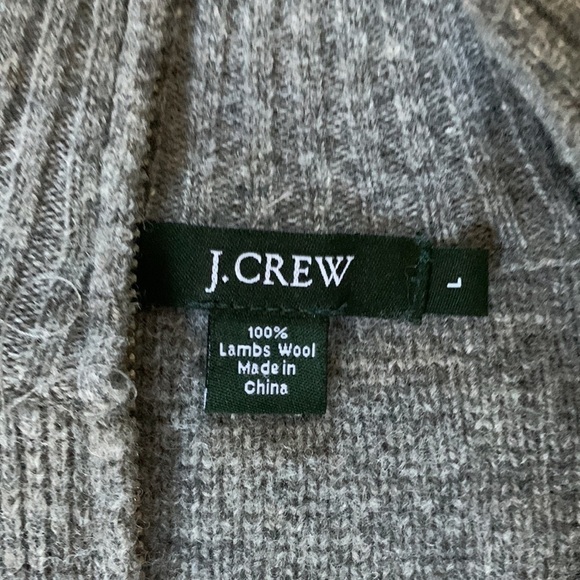 J.CREW
L
100%
Lambs Wool
Made in
China